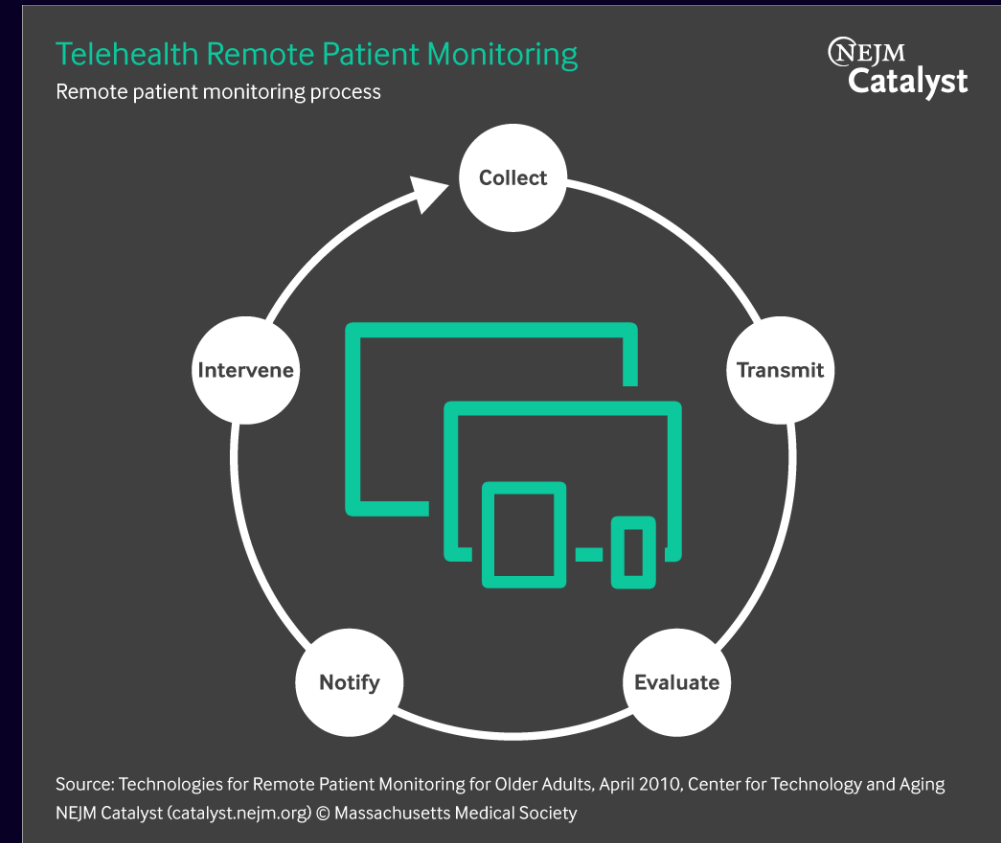 Telehealth Remote Patient Monitoring
Remote patient monitoring process
NEJM
Catalyst
Collect
Transmit
Evaluate
Notify
Intervene
Source: Technologies for Remote Patient Monitoring for Older Adults, April 2010, Center for Technology and Aging
NEJM Catalyst (catalyst.nejm.org) © Massachusetts Medical Society